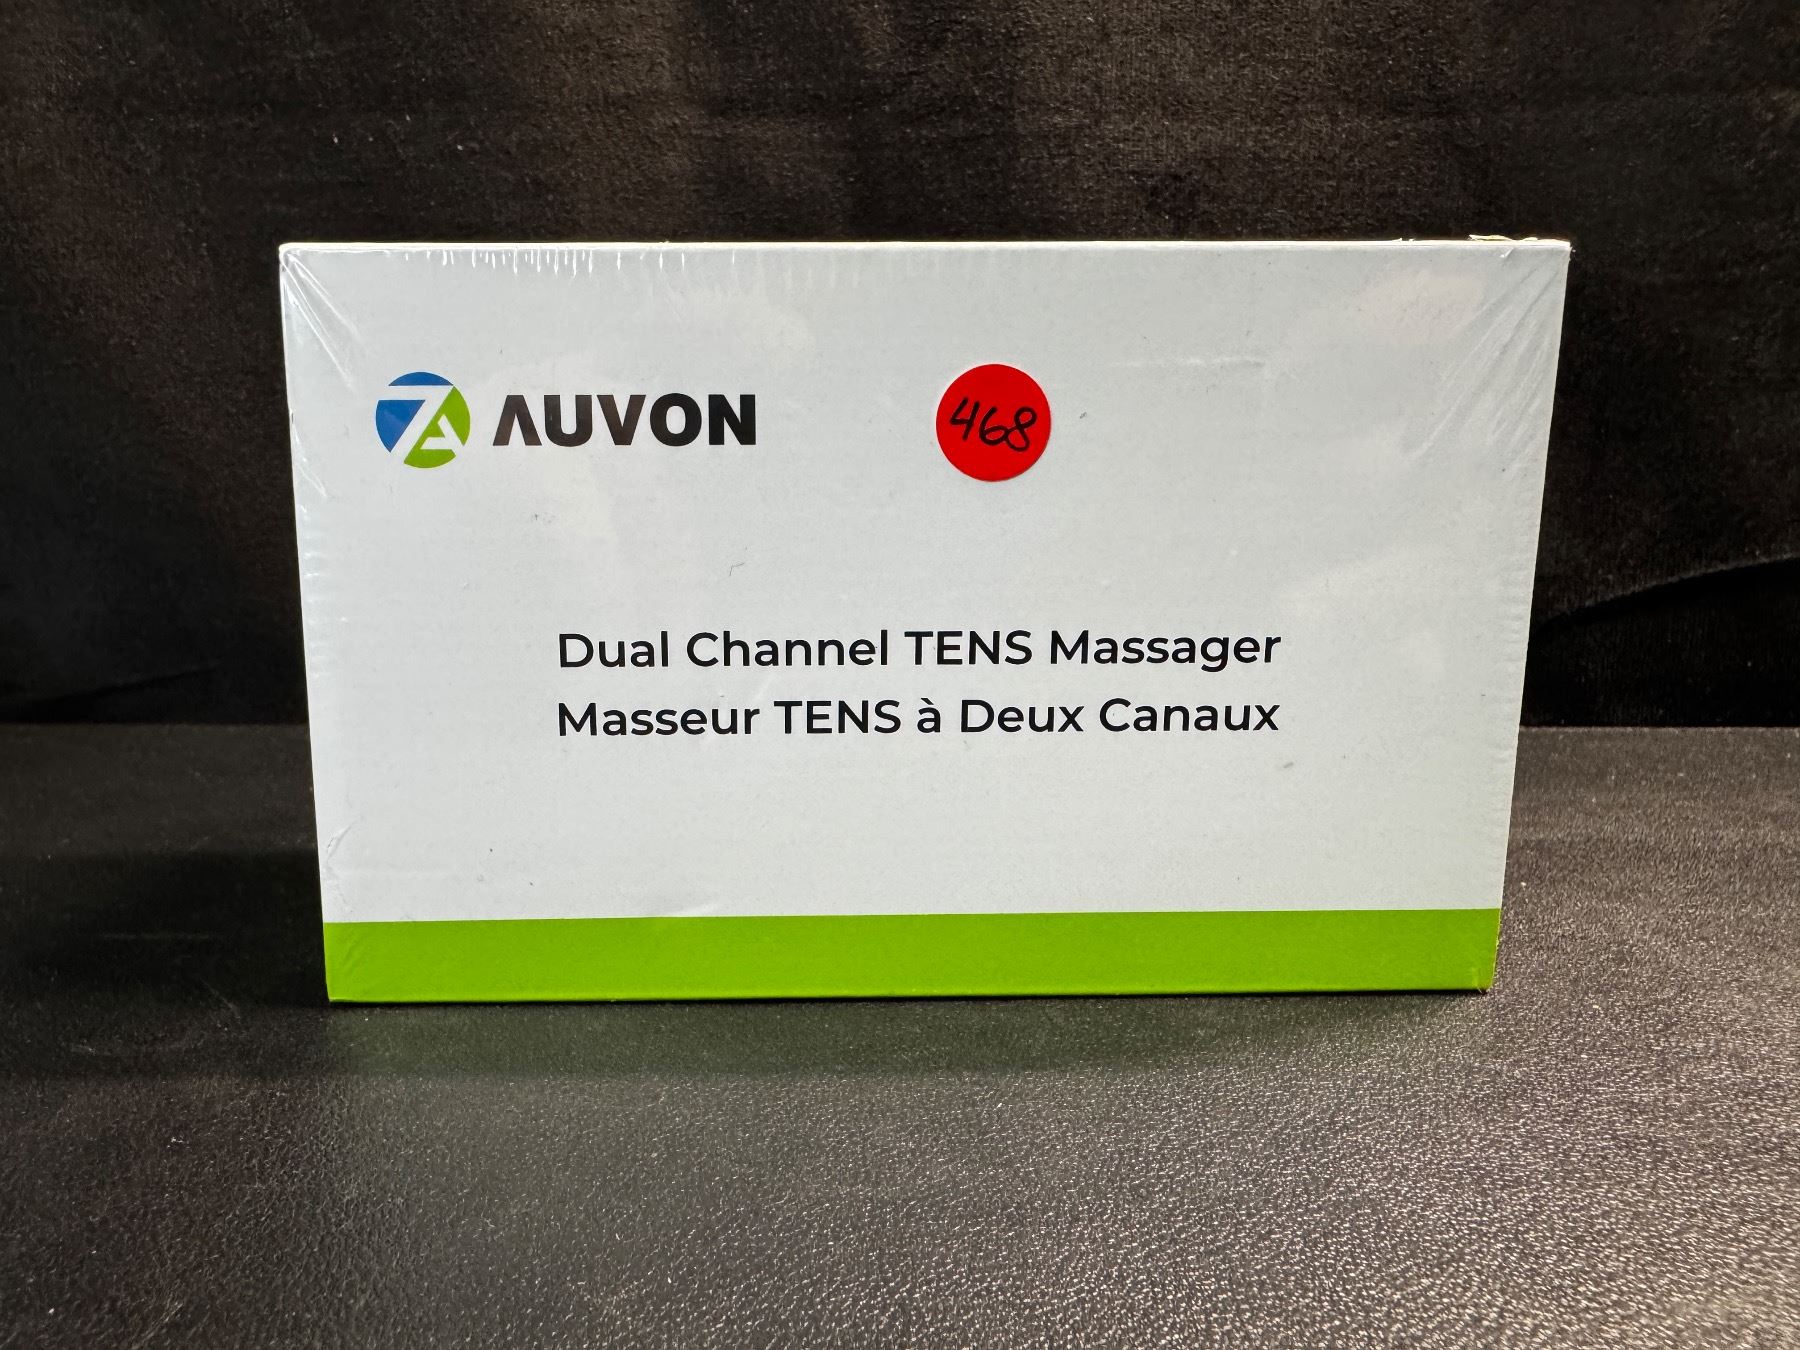 AUVON
468
Dual Channel TENS Massager
Masseur TENS à Deux Canaux